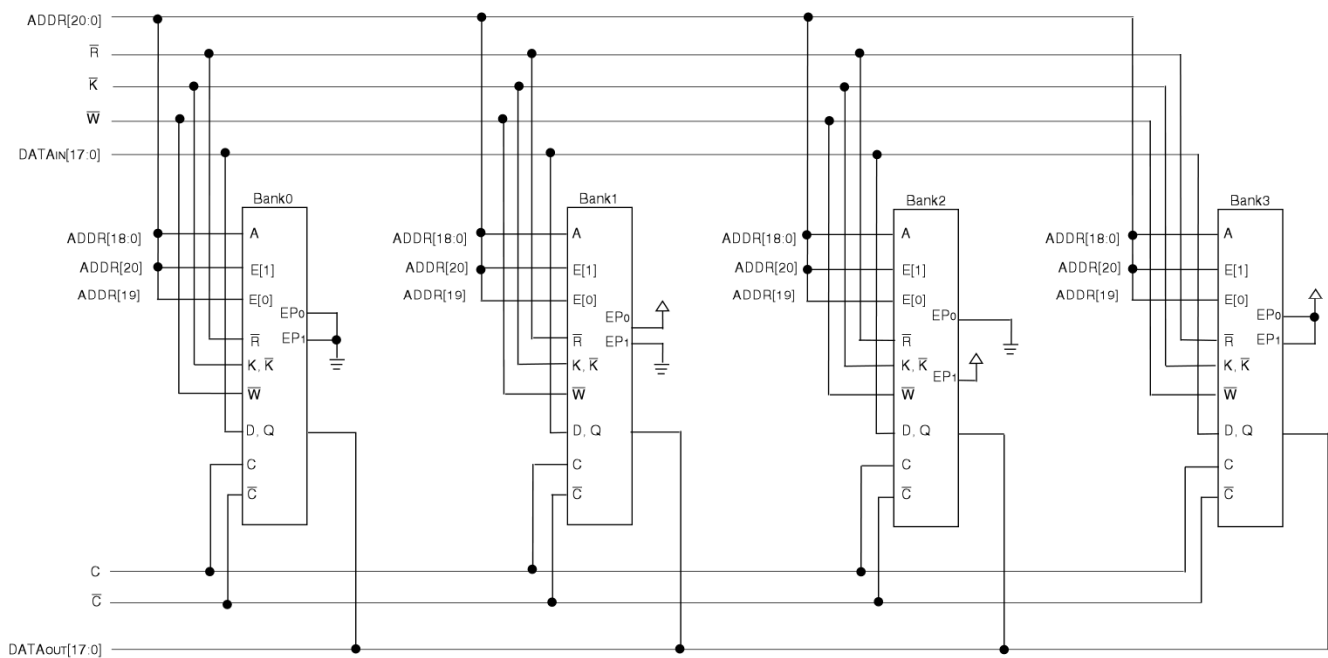 ADDR[20:0]
R̅
K̅
W̅
DATAIN[17:0]
Bank0
Bank1
Bank2
Bank3
ADDR[18:0]
A
ADDR[20]
E[1]
ADDR[19]
E[0]
EP0
EP1
R̅
K, K̅
W̅
D, Q
C
C̅
ADDR[18:0]
A
ADDR[20]
E[1]
ADDR[19]
E[0]
EP0
EP1
R̅
K, K̅
W̅
D, Q
C
C̅
ADDR[18:0]
A
ADDR[20]
E[1]
ADDR[19]
E[0]
EP0
R̅
K, K̅
EP1
W̅
D, Q
C
C̅
ADDR[18:0]
A
ADDR[20]
E[1]
ADDR[19]
E[0]
EP0
EP1
R̅
K, K̅
W̅
D, Q
C
C̅
C
C̅
DATAOUT[17:0]